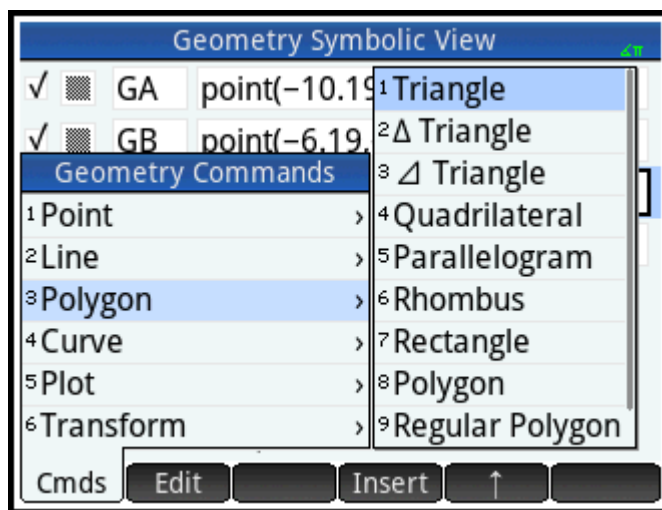 Geometry Symbolic View
∡π
√ GA point(−10.19
√ GB point(−6.19,
Geometry Commands
1 Point ›
2 Line ›
3 Polygon ›
4 Curve ›
5 Plot ›
6 Transform ›
1 Triangle
2 Δ Triangle
3 ⊿ Triangle
4 Quadrilateral
5 Parallelogram
6 Rhombus
7 Rectangle
8 Polygon
9 Regular Polygon
Cmds Edit Insert ↑